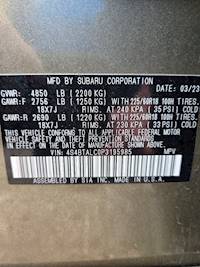 MFD. BY SUBARU CORPORATION 03/23
GVWR: 4850 LB (2200 KG)
GAWR:F 2756 LB (1250 KG) WITH 225/60R18 100H TIRES,
18X7J RIMS, AT 240 KPA (35 PSI) COLD
GAWR:R 2690 LB (1220 KG) WITH 225/60R18 100H TIRES,
18X7J RIMS, AT 230 KPA (33 PSI) COLD
THIS VEHICLE CONFORMS TO ALL APPLICABLE
FEDERAL MOTOR VEHICLE SAFETY, BUMPER, AND
THEFT PREVENTION STANDARDS IN EFFECT ON
THE DATE OF MANUFACTURE SHOWN ABOVE.
VIN: 4S4BTALC0P3195985 MPV
ASSEMBLED BY SIA INC. IN U.S.A.